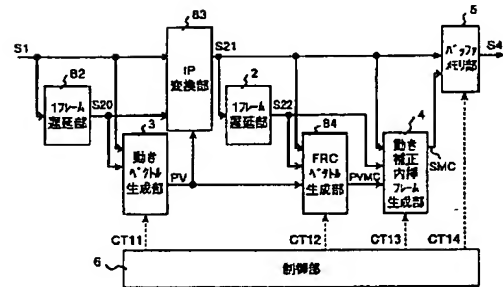 83
5
S1
S21
S4
82
IP
変換部
2
バッファ
メモリ部
1フレーム
遅延部
S20
1フレーム
遅延部
S22
4
3
84
動き
ベクトル
生成部
PV
FRC
ベクトル
生成部
PVMC
動き
補正
内挿
フレーム
生成部
SMC
CT11
CT12
CT13
CT14
6
制御部